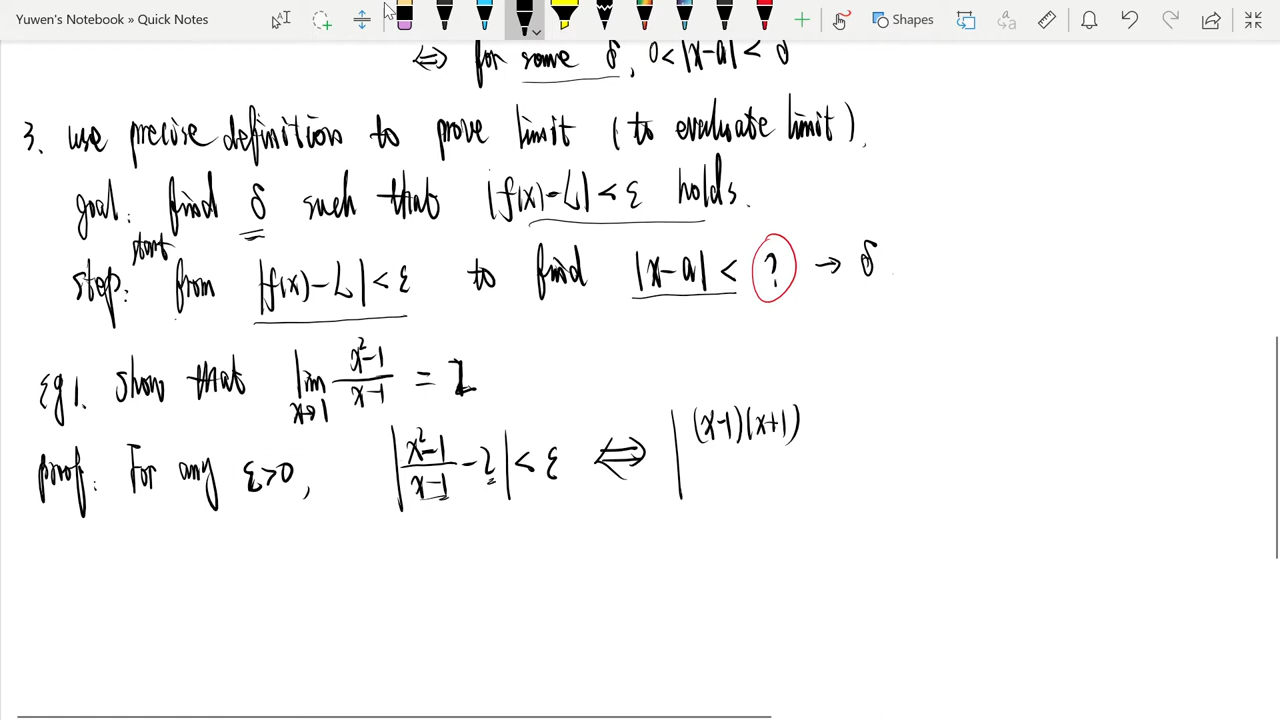 Yuwen's Notebook » Quick Notes
Shapes
⟺ for some δ, 0<|x-a|< δ
3. use precise definition to prove limit (to evaluate limit).
goal: find δ such that |f(x)-L|<ε holds.
start
step: from |f(x)-L|<ε to find |x-a|< ? → δ
Eg1. Show that lim x→1 (x²-1)/(x-1) = 2
proof: For any ε>0, |(x²-1)/(x-1) - 2| < ε ⟺ | (x-1)(x+1)